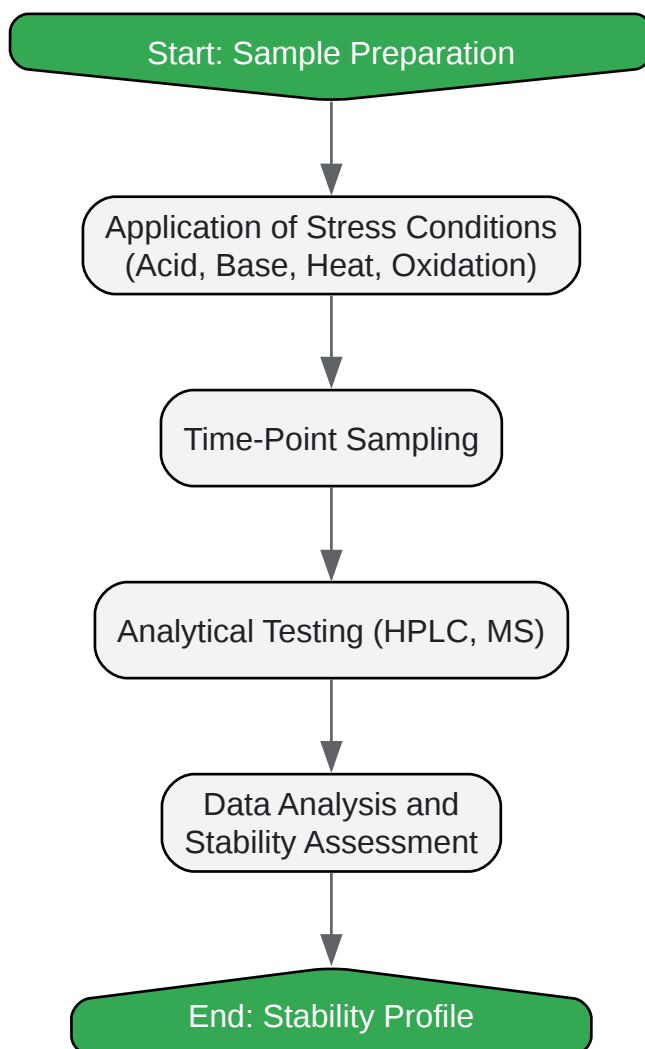 Start: Sample Preparation
Application of Stress Conditions
(Acid, Base, Heat, Oxidation)
Time-Point Sampling
Analytical Testing (HPLC, MS)
Data Analysis and
Stability Assessment
End: Stability Profile